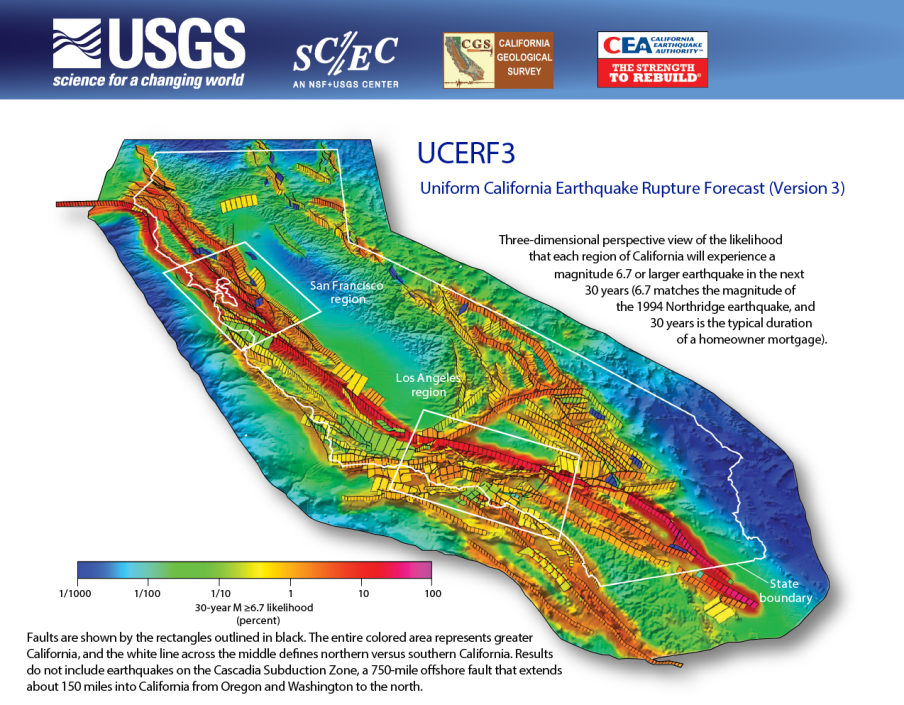 USGS
science for a changing world
SC//EC
AN NSF+USGS CENTER
CGS
CALIFORNIA
GEOLOGICAL
SURVEY
CEA CALIFORNIA
EARTHQUAKE
AUTHORITY™
THE STRENGTH
TO REBUILD®
UCERF3
Uniform California Earthquake Rupture Forecast (Version 3)
Three-dimensional perspective view of the likelihood
that each region of California will experience a
magnitude 6.7 or larger earthquake in the next
30 years (6.7 matches the magnitude of
the 1994 Northridge earthquake, and
30 years is the typical duration
of a homeowner mortgage).
San Francisco
region
Los Angeles
region
State
boundary
1/1000 1/100 1/10 1 10 100
30-year M ≥6.7 likelihood
(percent)
Faults are shown by the rectangles outlined in black. The entire colored area represents greater
California, and the white line across the middle defines northern versus southern California. Results
do not include earthquakes on the Cascadia Subduction Zone, a 750-mile offshore fault that extends
about 150 miles into California from Oregon and Washington to the north.